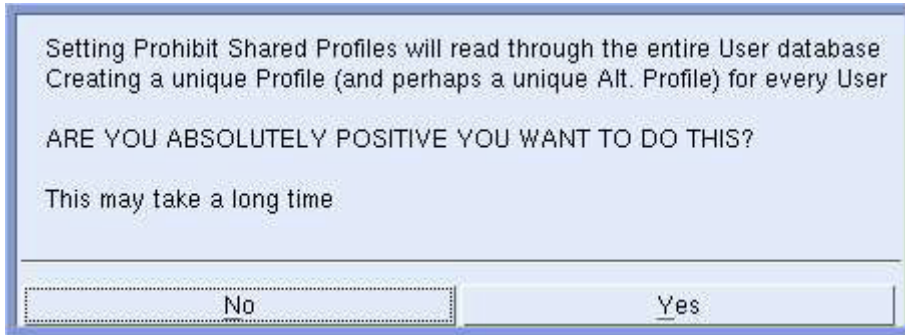 Setting Prohibit Shared Profiles will read through the entire User database
Creating a unique Profile (and perhaps a unique Alt. Profile) for every User
ARE YOU ABSOLUTELY POSITIVE YOU WANT TO DO THIS?
This may take a long time
No
Yes